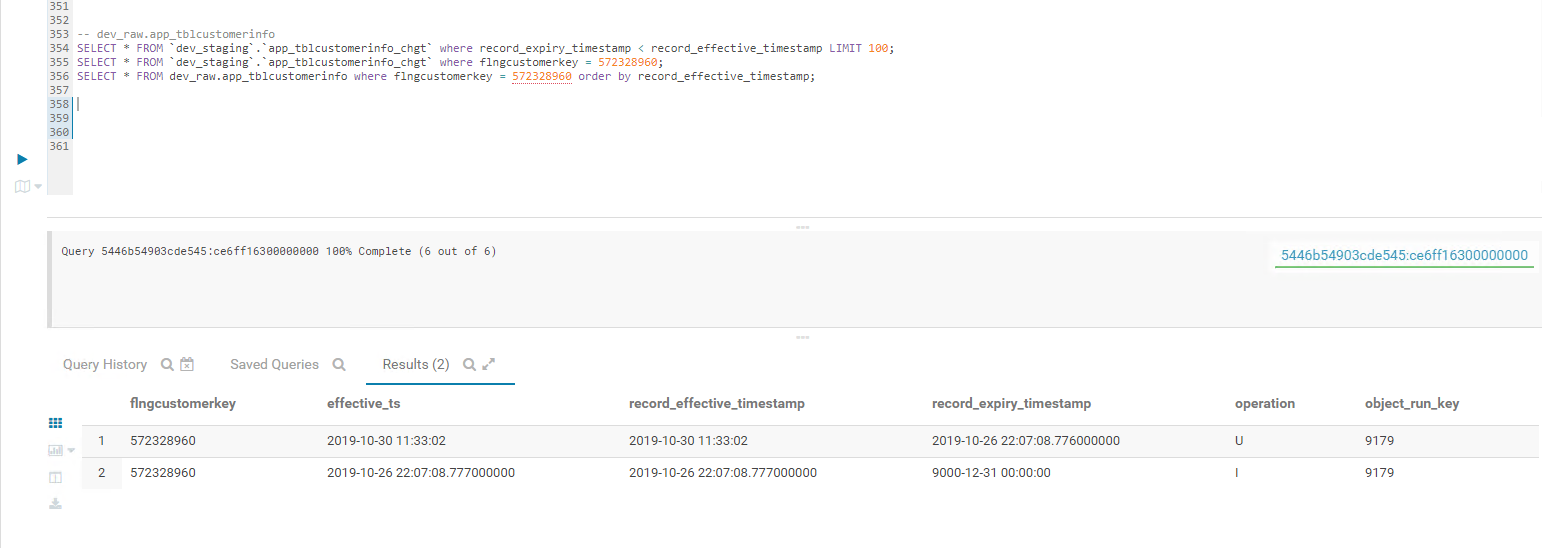 351
352
353 -- dev_raw.app_tblcustomerinfo
354 SELECT * FROM `dev_staging`.`app_tblcustomerinfo_chgt` where record_expiry_timestamp < record_effective_timestamp LIMIT 100;
355 SELECT * FROM `dev_staging`.`app_tblcustomerinfo_chgt` where flngcustomerkey = 572328960;
356 SELECT * FROM dev_raw.app_tblcustomerinfo where flngcustomerkey = 572328960 order by record_effective_timestamp;
357
358
359
360
361
Query 5446b54903cde545:ce6ff16300000000 100% Complete (6 out of 6)
5446b54903cde545:ce6ff16300000000
Query History Saved Queries Results (2)
flngcustomerkey effective_ts record_effective_timestamp record_expiry_timestamp operation object_run_key
1 572328960 2019-10-30 11:33:02 2019-10-30 11:33:02 2019-10-26 22:07:08.776000000 U 9179
2 572328960 2019-10-26 22:07:08.777000000 2019-10-26 22:07:08.777000000 9000-12-31 00:00:00 I 9179